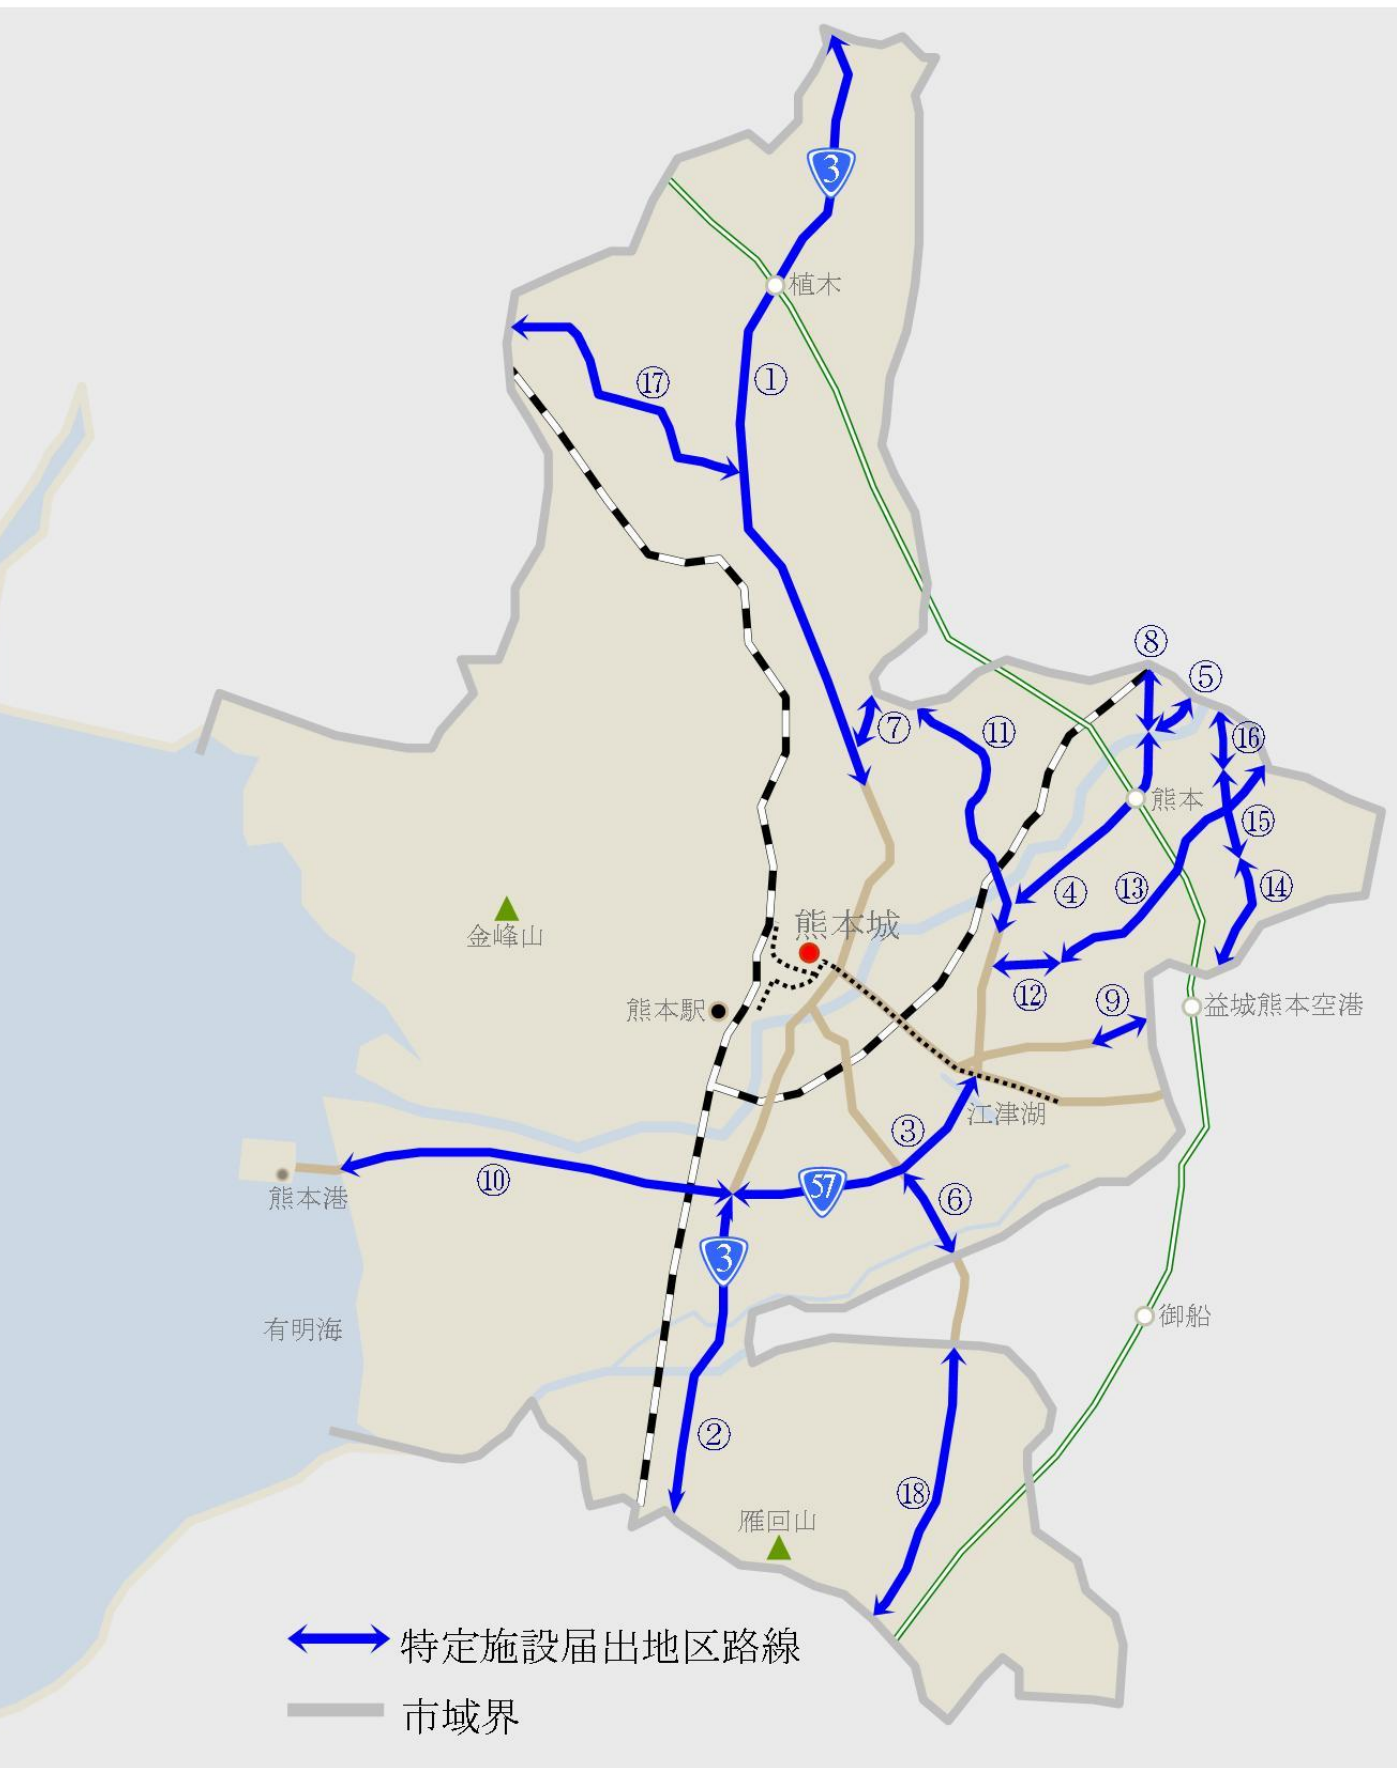 3
植木
⑰
①
⑧
⑤
⑦
⑪
⑯
熊本
⑮
④
⑬
⑭
熊本城
金峰山
⑫
⑨
熊本駅
益城熊本空港
江津湖
③
⑩
57
⑥
熊本港
3
有明海
御船
②
⑱
雁回山
特定施設届出地区路線
市域界